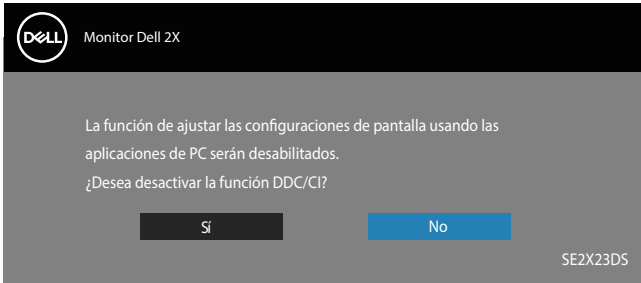 DELL
Monitor Dell 2X
La función de ajustar las configuraciones de pantalla usando las
aplicaciones de PC serán desabilitados.
¿Desea desactivar la función DDC/CI?
Sí
No
SE2X23DS